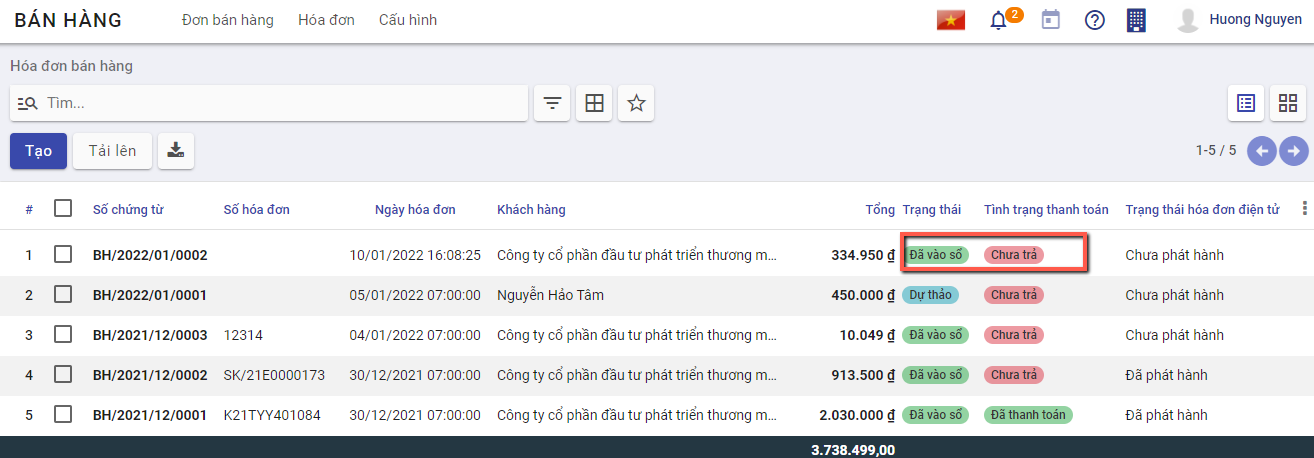 BÁN HÀNG Đơn bán hàng Hóa đơn Cấu hình 2 Huong Nguyen
Hóa đơn bán hàng
Tìm...
Tạo Tải lên 1-5 / 5
# Số chứng từ Số hóa đơn Ngày hóa đơn Khách hàng Tổng Trạng thái Tình trạng thanh toán Trạng thái hóa đơn điện tử
1 BH/2022/01/0002 10/01/2022 16:08:25 Công ty cổ phần đầu tư phát triển thương m... 334.950 ₫ Đã vào sổ Chưa trả Chưa phát hành
2 BH/2022/01/0001 05/01/2022 07:00:00 Nguyễn Hảo Tâm 450.000 ₫ Dự thảo Chưa trả Chưa phát hành
3 BH/2021/12/0003 12314 04/01/2022 07:00:00 Công ty cổ phần đầu tư phát triển thương m... 10.049 ₫ Đã vào sổ Chưa trả Chưa phát hành
4 BH/2021/12/0002 SK/21E0000173 30/12/2021 07:00:00 Công ty cổ phần đầu tư phát triển thương m... 913.500 ₫ Đã vào sổ Chưa trả Đã phát hành
5 BH/2021/12/0001 K21TYY401084 30/12/2021 07:00:00 Công ty cổ phần đầu tư phát triển thương m... 2.030.000 ₫ Đã vào sổ Đã thanh toán Đã phát hành
3.738.499,00